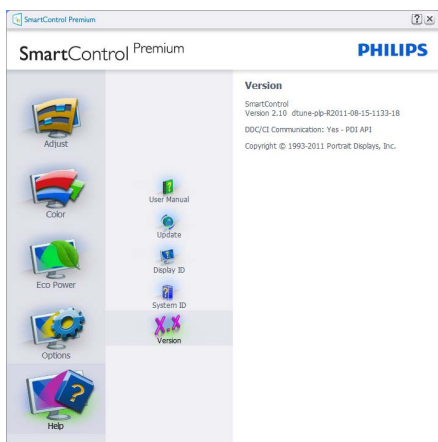 SmartControl Premium
SmartControl Premium
PHILIPS
Adjust
Color
Eco Power
Options
Help
User Manual
Update
Display ID
System ID
X.X
Version
Version
SmartControl
Version 2.10 dtune-plp-R2011-08-15-1133-18
DDC/CI Communication: Yes - PDI API
Copyright © 1993-2011 Portrait Displays, Inc.